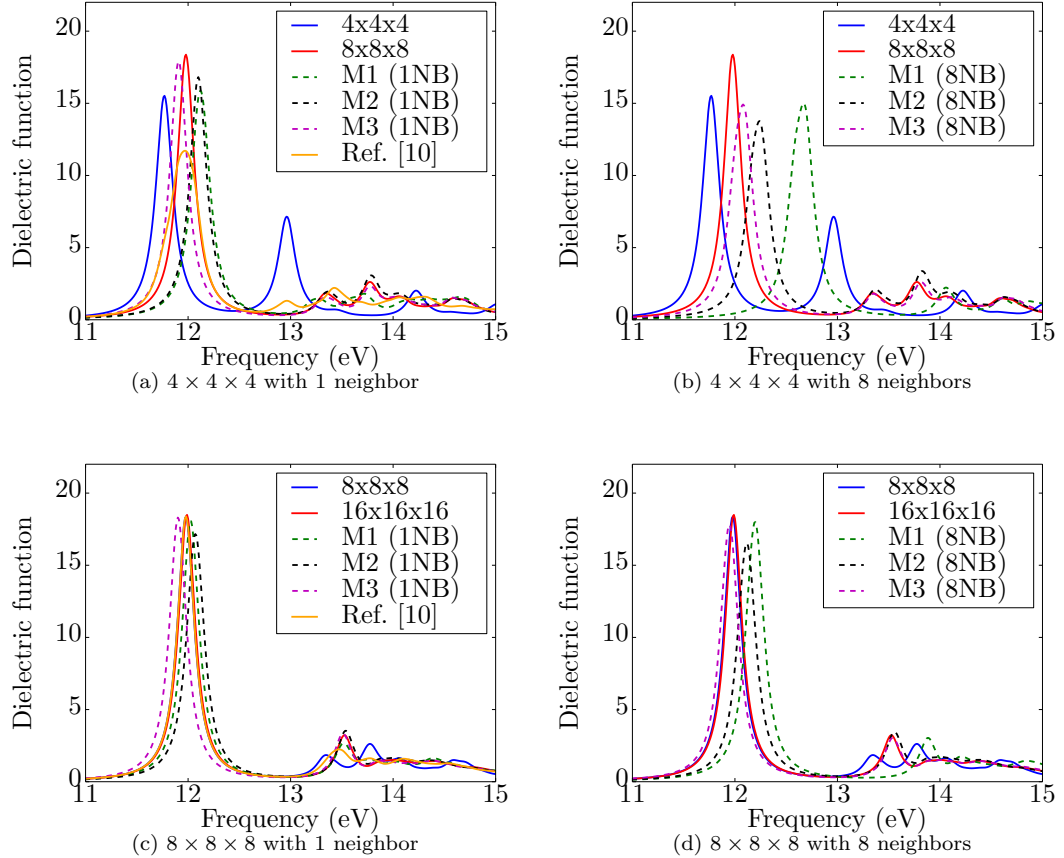 Dielectric function
20
15
10
5
0
11
12
13
14
15
Frequency (eV)
4x4x4
8x8x8
M1 (1NB)
M2 (1NB)
M3 (1NB)
Ref. [10]
(a) 4 × 4 × 4 with 1 neighbor
Dielectric function
20
15
10
5
0
11
12
13
14
15
Frequency (eV)
4x4x4
8x8x8
M1 (8NB)
M2 (8NB)
M3 (8NB)
(b) 4 × 4 × 4 with 8 neighbors
Dielectric function
20
15
10
5
0
11
12
13
14
15
Frequency (eV)
8x8x8
16x16x16
M1 (1NB)
M2 (1NB)
M3 (1NB)
Ref. [10]
(c) 8 × 8 × 8 with 1 neighbor
Dielectric function
20
15
10
5
0
11
12
13
14
15
Frequency (eV)
8x8x8
16x16x16
M1 (8NB)
M2 (8NB)
M3 (8NB)
(d) 8 × 8 × 8 with 8 neighbors